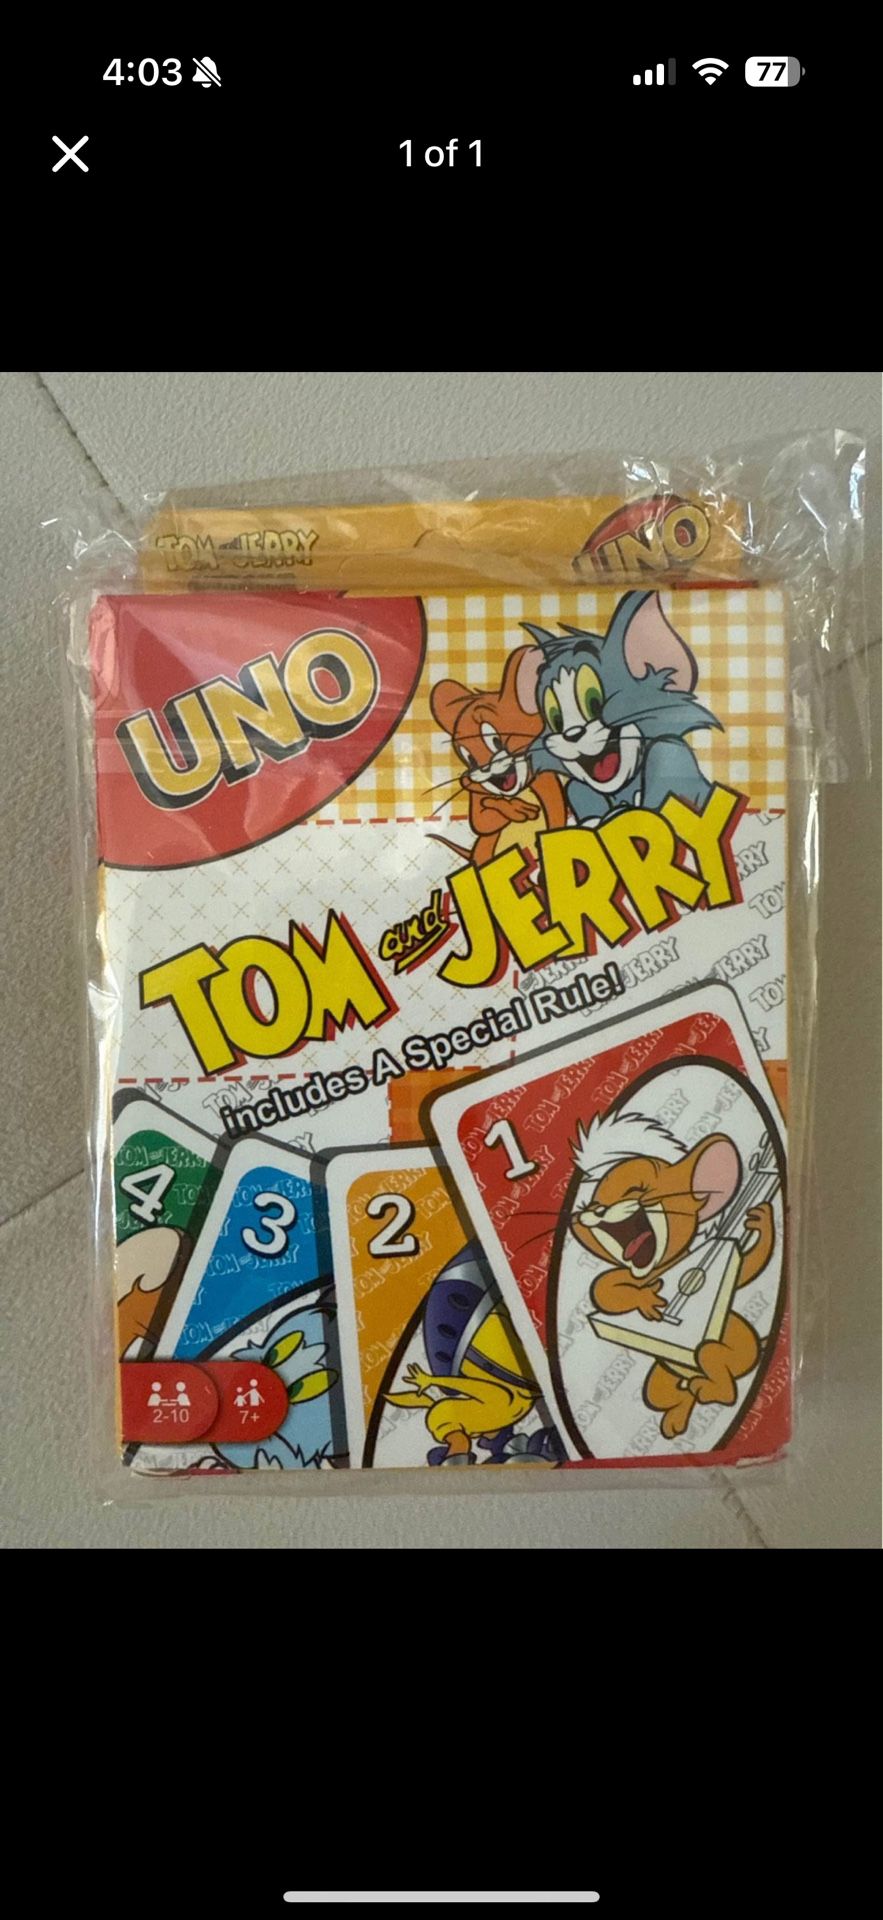 4:03
77
1 of 1
TOM and JERRY
UNO
UNO
TOM and JERRY
includes A Special Rule!
4
3
2
1
2-10
7+